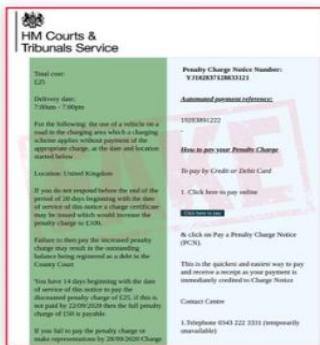 HM Courts &
Tribunals Service
Total cost:
£25
Delivery date:
7:00am - 7:00pm
For the following: the use of a vehicle on a
road in the charging area which a charging
scheme applies without payment of the
appropriate charge, at the date and location
started below
Location: United Kingdom
If you do not respond before the end of the
period of 28 days beginning with the date
of service of this notice a charge certificate
may be issued which would increase the
penalty charge to £100.
Failure to then pay the increased penalty
charge may result in the outstanding
balance being registered as a debt in the
County Court
You have 14 days beginning with the date
of service of this notice to pay the
discounted penalty charge of £25, if this is
not paid by 22/09/2020 then the full penalty
charge of £50 is payable.
If you fail to pay the penalty charge or
make representations by 28/09/2020 Charge
Penalty Charge Notice Number:
Automated payment reference:
How to pay your Penalty Charge
To pay by Credit or Debit Card
1. Click here to pay online
Click here to pay
& click on Pay a Penalty Charge Notice
(PCN).
This is the quickest and easiest way to pay
and receive a receipt as your payment is
immediately credited to Charge Notice
Contact Centre
1.Telephone 0343 222 3331 (temporarily
unavailable)